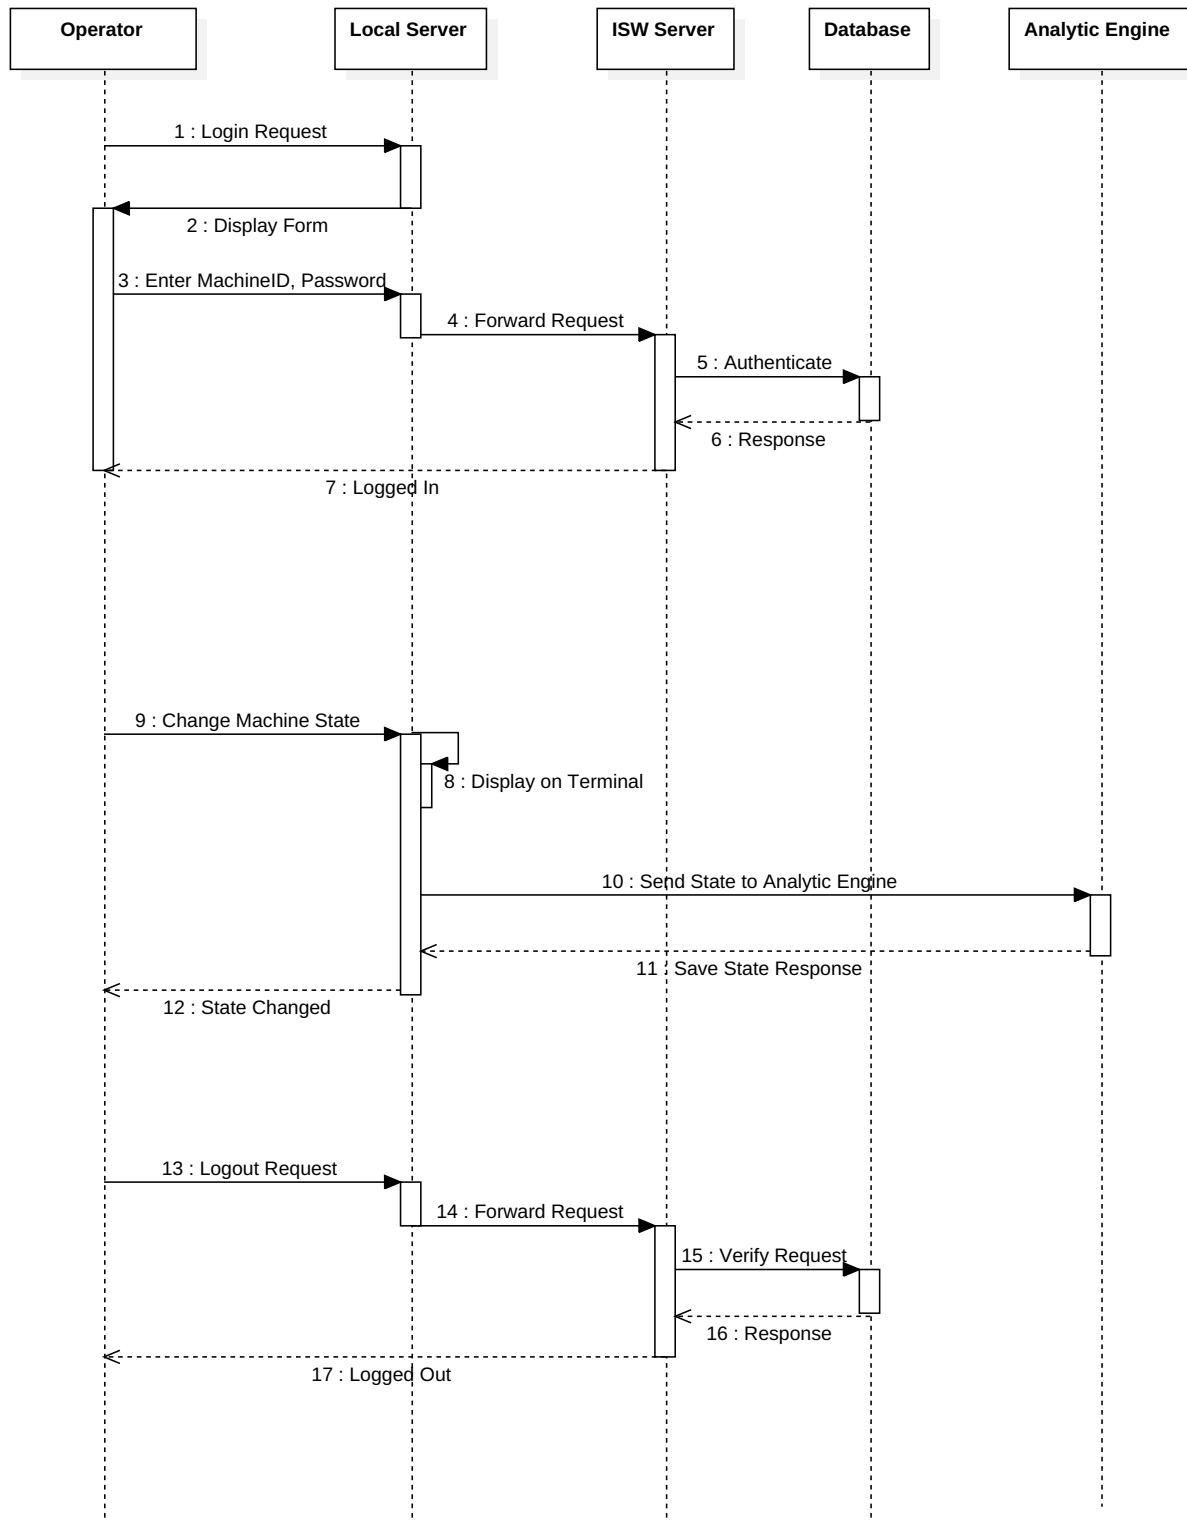 Operator
Local Server
ISW Server
Database
Analytic Engine
1 : Login Request
2 : Display Form
3 : Enter MachineID, Password
4 : Forward Request
5 : Authenticate
6 : Response
7 : Logged In
9 : Change Machine State
8 : Display on Terminal
10 : Send State to Analytic Engine
11 : Save State Response
12 : State Changed
13 : Logout Request
14 : Forward Request
15 : Verify Request
16 : Response
17 : Logged Out